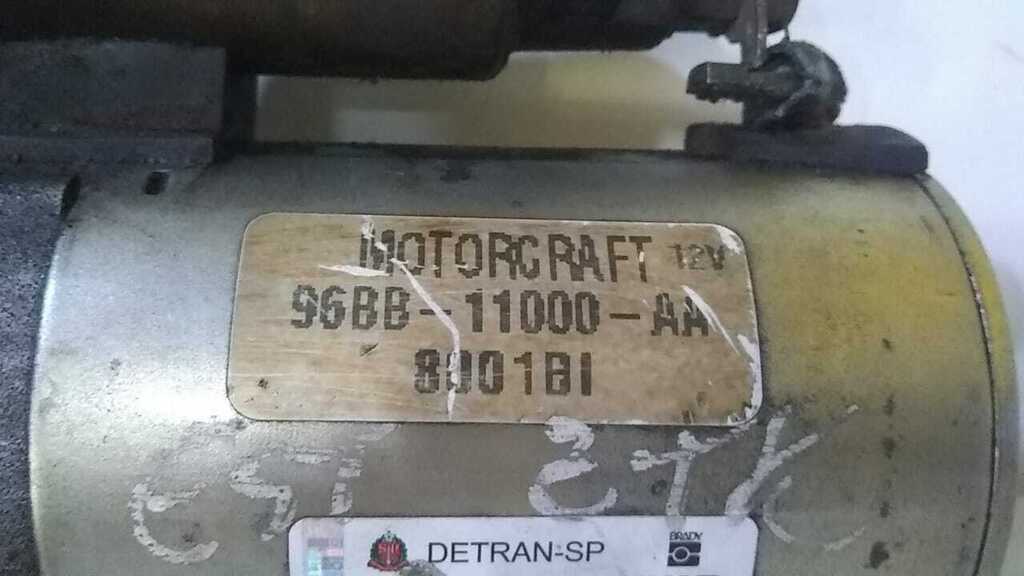 MOTORCRAFT 12V
96BB-11000-AA
8001BI
DETRAN-SP
BRADY